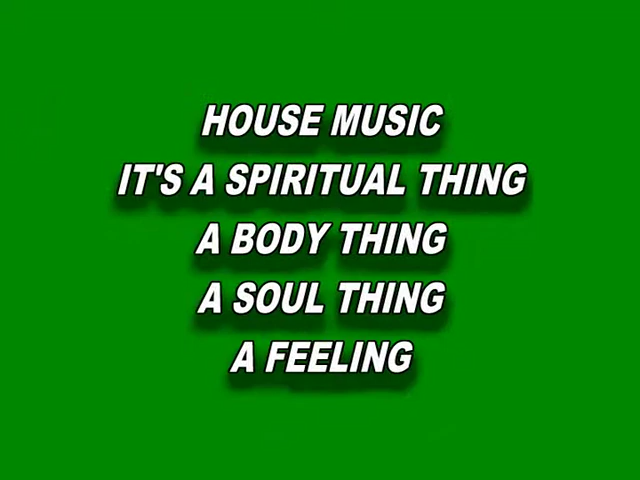 HOUSE MUSIC
IT'S A SPIRITUAL THING
A BODY THING
A SOUL THING
A FEELING